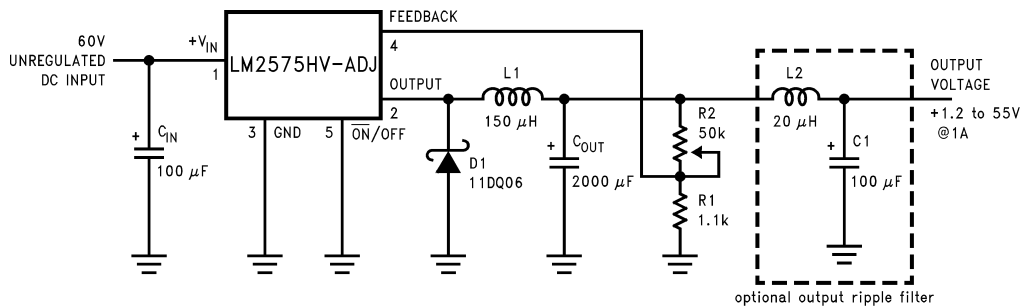 FEEDBACK
60V
UNREGULATED
DC INPUT
+VIN
1
LM2575HV-ADJ
4
OUTPUT
2
3 GND
5 ON/OFF
+
CIN
100 μF
L1
150 μH
D1
11DQ06
+
COUT
2000 μF
R2
50k
R1
1.1k
L2
20 μH
+
C1
100 μF
OUTPUT
VOLTAGE
+1.2 to 55V
@1A
optional output ripple filter